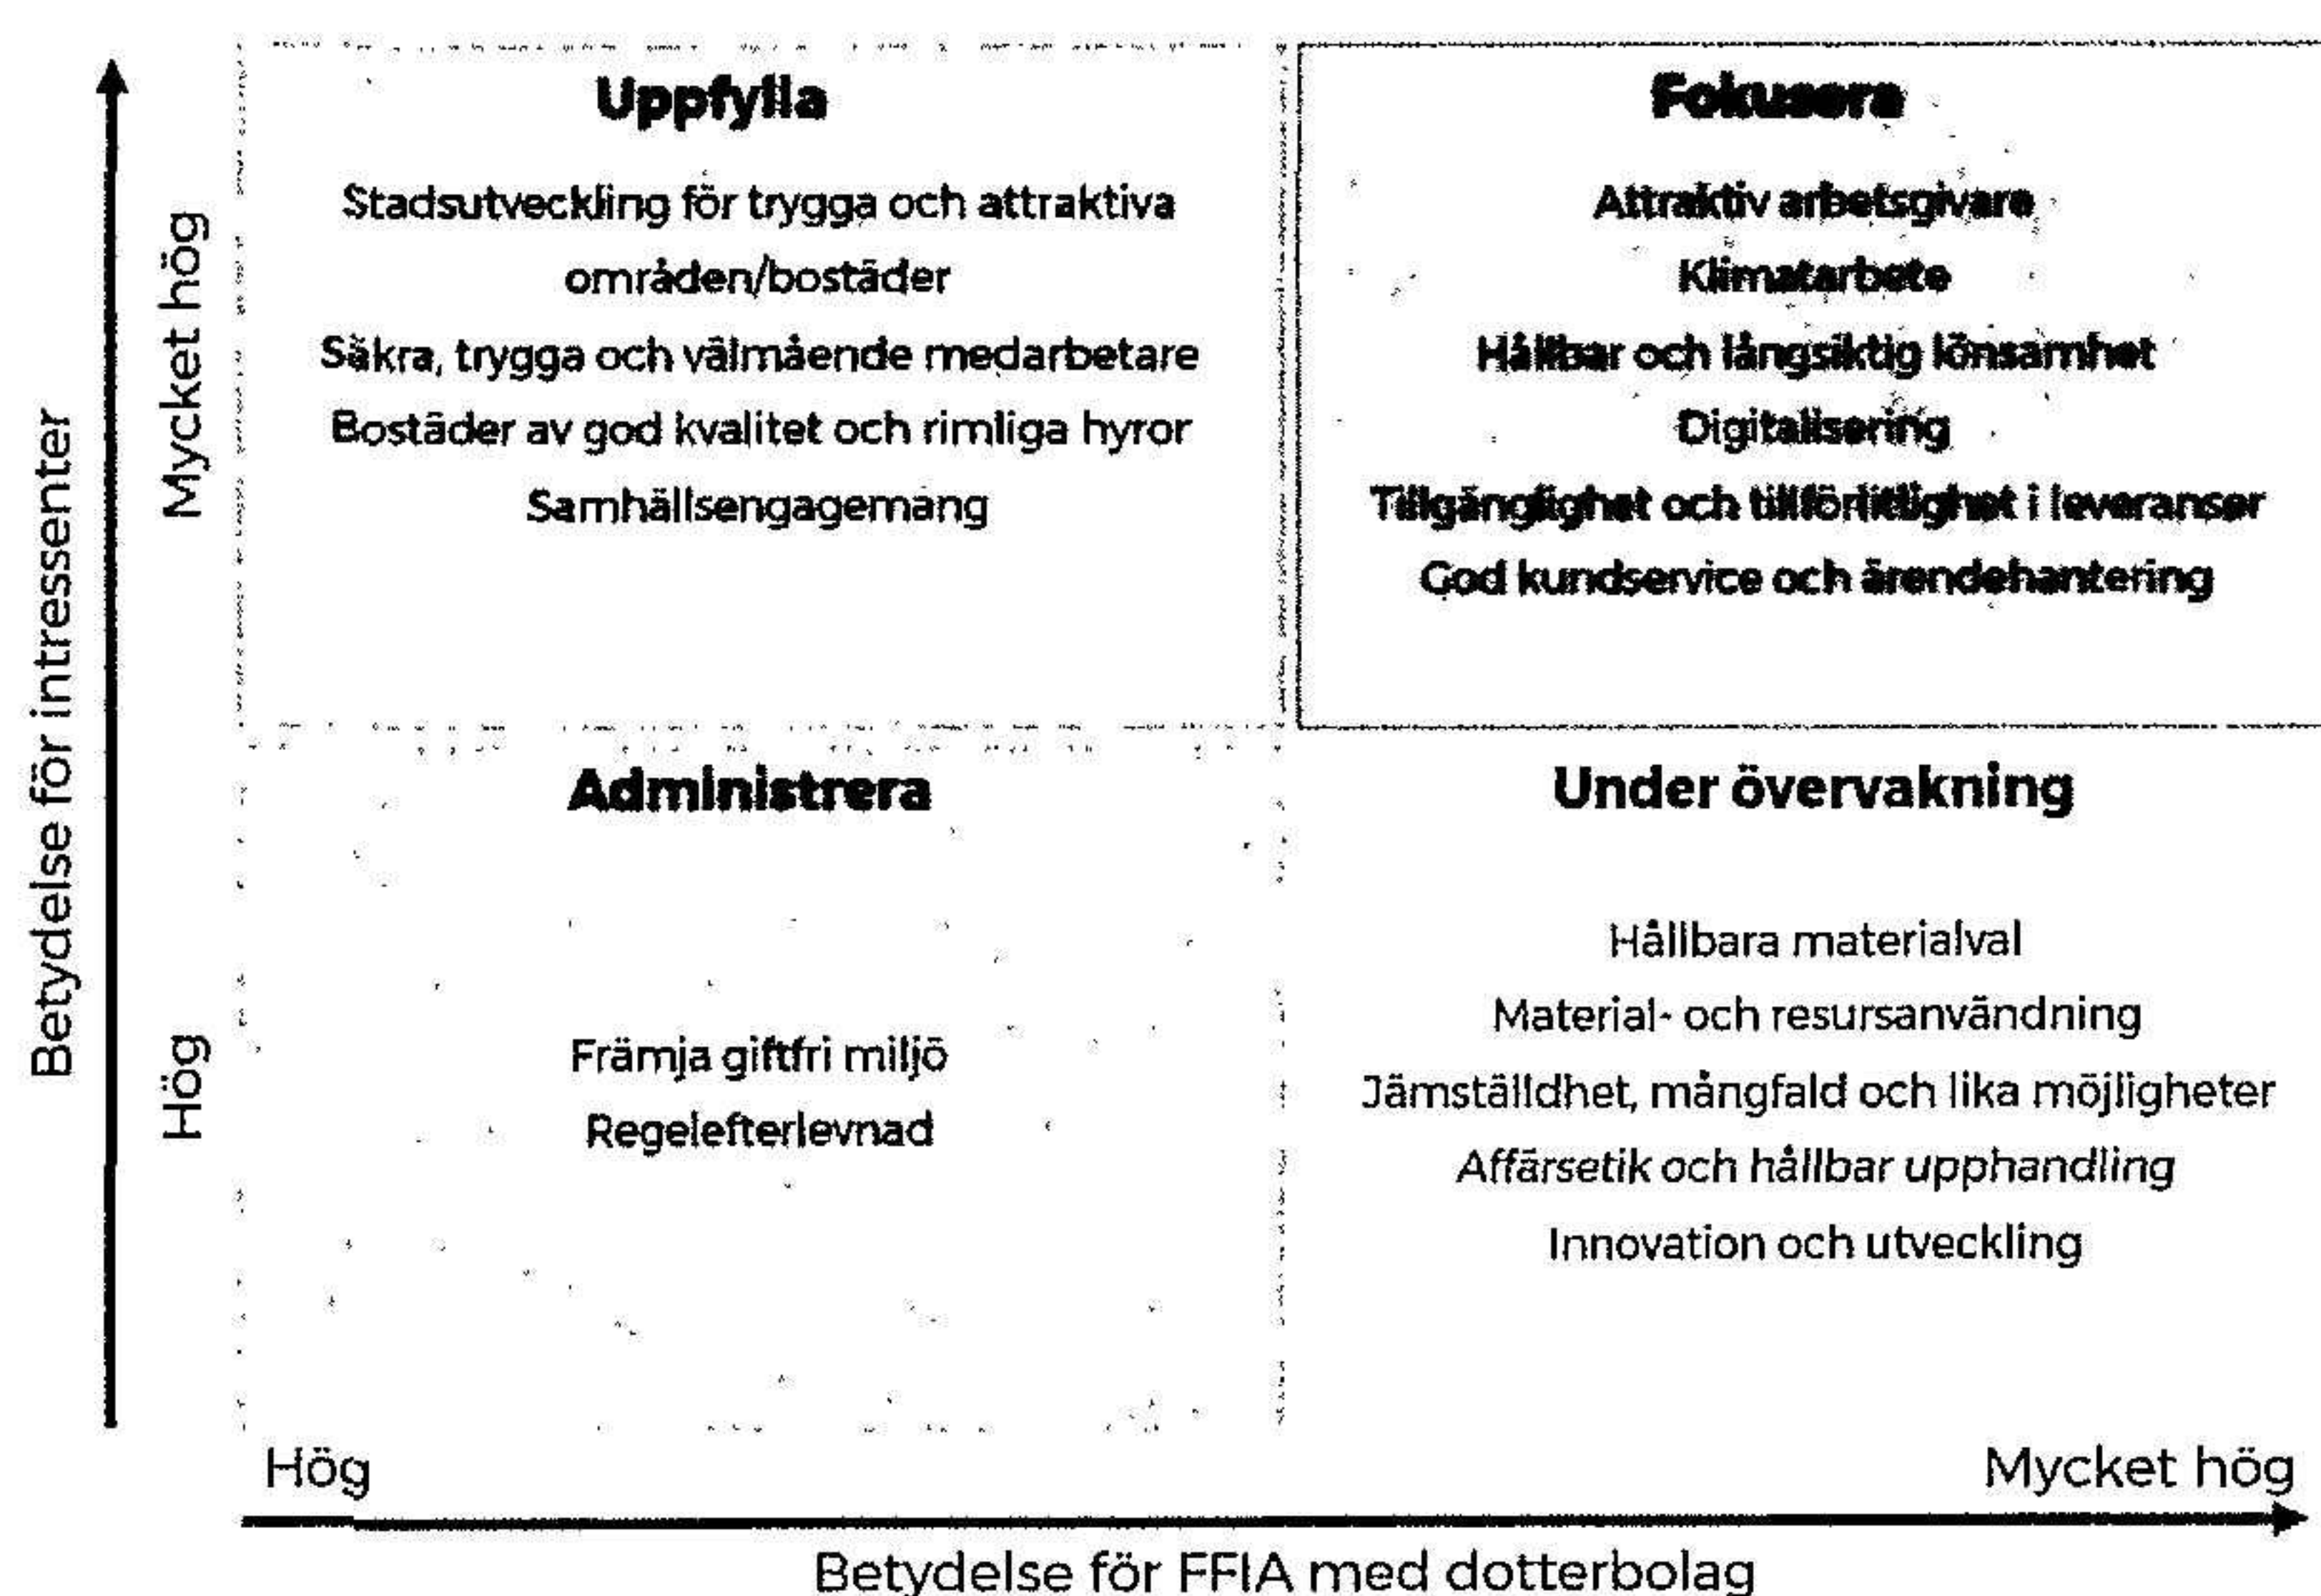 Betydelse för intressenter
Mycket hög
Hög
Uppfylla
Stadsutveckling för trygga och attraktiva
områden/bostäder
Säkra, trygga och välmående medarbetare
Bostäder av god kvalitet och rimliga hyror
Samhällsengagemang
Fokusera
Attraktiv arbetsgivare
Klimatarbete
Hållbar och långsiktig lönsamhet
Digitalisering
Tillgänglighet och tillförlitlighet i leveranser
God kundservice och ärendehantering
Administrera
Främja giftfri miljö
Regelefterlevnad
Under övervakning
Hållbara materialval
Material- och resursanvändning
Jämställdhet, mångfald och lika möjligheter
Affärsetik och hållbar upphandling
Innovation och utveckling
Hög
Mycket hög
Betydelse för FFIA med dotterbolag